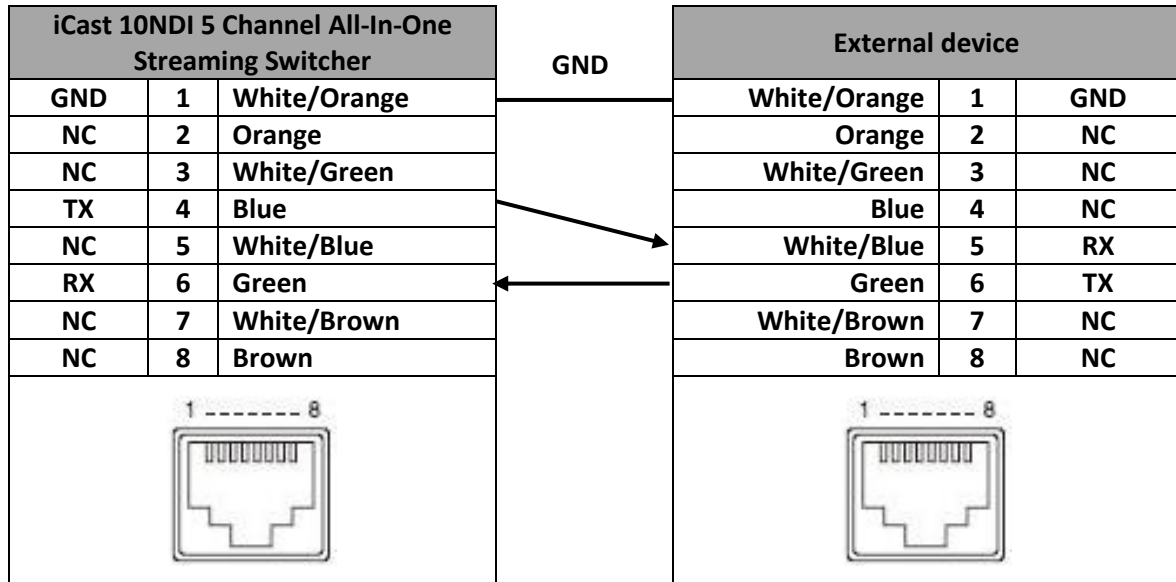 iCast 10NDI 5 Channel All-In-One
Streaming Switcher
GND
External device
GND 1 White/Orange White/Orange 1 GND
NC 2 Orange Orange 2 NC
NC 3 White/Green White/Green 3 NC
TX 4 Blue Blue 4 NC
NC 5 White/Blue White/Blue 5 RX
RX 6 Green Green 6 TX
NC 7 White/Brown White/Brown 7 NC
NC 8 Brown Brown 8 NC
1 ------- 8 1 ------- 8